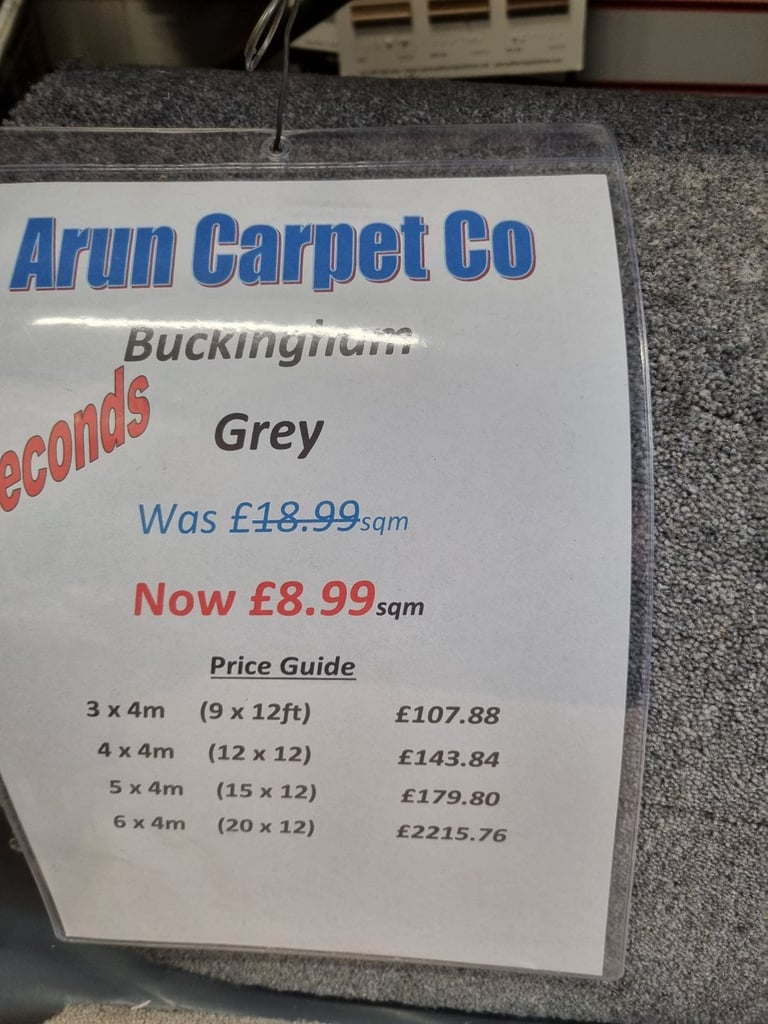 Arun Carpet Co
Buckingham
econds
Grey
Was £18.99sqm
Now £8.99sqm
Price Guide
3 x 4m (9 x 12ft) £107.88
4 x 4m (12 x 12) £143.84
5 x 4m (15 x 12) £179.80
6 x 4m (20 x 12) £2215.76